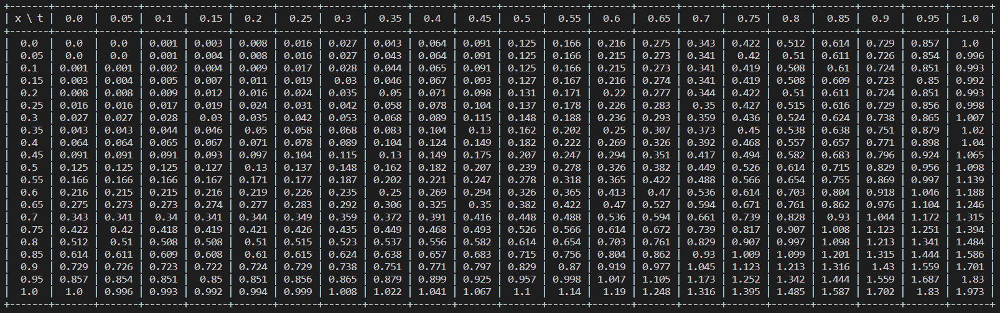 +-------+-------+-------+-------+-------+-------+-------+-------+-------+-------+-------+-------+-------+-------+-------+-------+-------+-------+-------+-------+-------+-------+
| x \ t | 0.0 | 0.05 | 0.1 | 0.15 | 0.2 | 0.25 | 0.3 | 0.35 | 0.4 | 0.45 | 0.5 | 0.55 | 0.6 | 0.65 | 0.7 | 0.75 | 0.8 | 0.85 | 0.9 | 0.95 | 1.0 |
+-------+-------+-------+-------+-------+-------+-------+-------+-------+-------+-------+-------+-------+-------+-------+-------+-------+-------+-------+-------+-------+-------+
| 0.0 | 0.0 | 0.0 | 0.001 | 0.003 | 0.008 | 0.016 | 0.027 | 0.043 | 0.064 | 0.091 | 0.125 | 0.166 | 0.216 | 0.275 | 0.343 | 0.422 | 0.512 | 0.614 | 0.729 | 0.857 | 1.0 |
| 0.05 | 0.0 | 0.0 | 0.001 | 0.004 | 0.008 | 0.016 | 0.027 | 0.043 | 0.064 | 0.091 | 0.125 | 0.166 | 0.215 | 0.273 | 0.341 | 0.42 | 0.51 | 0.611 | 0.726 | 0.854 | 0.996 |
| 0.1 | 0.001 | 0.001 | 0.002 | 0.004 | 0.009 | 0.017 | 0.028 | 0.044 | 0.065 | 0.091 | 0.125 | 0.166 | 0.215 | 0.273 | 0.341 | 0.419 | 0.508 | 0.61 | 0.724 | 0.851 | 0.993 |
| 0.15 | 0.003 | 0.004 | 0.005 | 0.007 | 0.011 | 0.019 | 0.03 | 0.046 | 0.067 | 0.093 | 0.127 | 0.167 | 0.216 | 0.274 | 0.341 | 0.419 | 0.508 | 0.609 | 0.723 | 0.85 | 0.992 |
| 0.2 | 0.008 | 0.008 | 0.009 | 0.012 | 0.016 | 0.024 | 0.035 | 0.05 | 0.071 | 0.098 | 0.131 | 0.171 | 0.22 | 0.277 | 0.344 | 0.422 | 0.51 | 0.611 | 0.724 | 0.851 | 0.993 |
| 0.25 | 0.016 | 0.016 | 0.017 | 0.019 | 0.024 | 0.031 | 0.042 | 0.058 | 0.078 | 0.104 | 0.137 | 0.178 | 0.226 | 0.283 | 0.35 | 0.427 | 0.515 | 0.616 | 0.729 | 0.856 | 0.998 |
| 0.3 | 0.027 | 0.027 | 0.028 | 0.03 | 0.035 | 0.042 | 0.053 | 0.068 | 0.089 | 0.115 | 0.148 | 0.188 | 0.236 | 0.293 | 0.359 | 0.436 | 0.524 | 0.624 | 0.738 | 0.865 | 1.007 |
| 0.35 | 0.043 | 0.043 | 0.044 | 0.046 | 0.05 | 0.058 | 0.068 | 0.083 | 0.104 | 0.13 | 0.162 | 0.202 | 0.25 | 0.307 | 0.373 | 0.45 | 0.538 | 0.638 | 0.751 | 0.879 | 1.02 |
| 0.4 | 0.064 | 0.064 | 0.065 | 0.067 | 0.071 | 0.078 | 0.089 | 0.104 | 0.124 | 0.149 | 0.182 | 0.222 | 0.269 | 0.326 | 0.392 | 0.468 | 0.557 | 0.657 | 0.771 | 0.898 | 1.04 |
| 0.45 | 0.091 | 0.091 | 0.091 | 0.093 | 0.097 | 0.104 | 0.115 | 0.13 | 0.149 | 0.175 | 0.207 | 0.247 | 0.294 | 0.351 | 0.417 | 0.494 | 0.582 | 0.683 | 0.796 | 0.924 | 1.065 |
| 0.5 | 0.125 | 0.125 | 0.125 | 0.127 | 0.13 | 0.137 | 0.148 | 0.162 | 0.182 | 0.207 | 0.239 | 0.278 | 0.326 | 0.382 | 0.449 | 0.526 | 0.614 | 0.715 | 0.829 | 0.956 | 1.098 |
| 0.55 | 0.166 | 0.166 | 0.166 | 0.167 | 0.171 | 0.177 | 0.187 | 0.202 | 0.221 | 0.247 | 0.278 | 0.318 | 0.365 | 0.422 | 0.488 | 0.566 | 0.654 | 0.755 | 0.869 | 0.997 | 1.139 |
| 0.6 | 0.216 | 0.215 | 0.215 | 0.216 | 0.219 | 0.226 | 0.235 | 0.25 | 0.269 | 0.294 | 0.326 | 0.365 | 0.413 | 0.47 | 0.536 | 0.614 | 0.703 | 0.804 | 0.918 | 1.046 | 1.188 |
| 0.65 | 0.275 | 0.273 | 0.273 | 0.274 | 0.277 | 0.283 | 0.292 | 0.306 | 0.325 | 0.35 | 0.382 | 0.422 | 0.47 | 0.527 | 0.594 | 0.671 | 0.761 | 0.862 | 0.976 | 1.104 | 1.246 |
| 0.7 | 0.343 | 0.341 | 0.34 | 0.341 | 0.344 | 0.349 | 0.359 | 0.372 | 0.391 | 0.416 | 0.448 | 0.488 | 0.536 | 0.594 | 0.661 | 0.739 | 0.828 | 0.93 | 1.044 | 1.172 | 1.315 |
| 0.75 | 0.422 | 0.42 | 0.418 | 0.419 | 0.421 | 0.426 | 0.435 | 0.449 | 0.468 | 0.493 | 0.526 | 0.566 | 0.614 | 0.672 | 0.739 | 0.817 | 0.907 | 1.008 | 1.123 | 1.251 | 1.394 |
| 0.8 | 0.512 | 0.51 | 0.508 | 0.508 | 0.51 | 0.515 | 0.523 | 0.537 | 0.556 | 0.582 | 0.614 | 0.654 | 0.703 | 0.761 | 0.829 | 0.907 | 0.997 | 1.098 | 1.213 | 1.341 | 1.484 |
| 0.85 | 0.614 | 0.611 | 0.609 | 0.608 | 0.61 | 0.615 | 0.624 | 0.638 | 0.657 | 0.683 | 0.715 | 0.756 | 0.804 | 0.862 | 0.93 | 1.009 | 1.099 | 1.201 | 1.315 | 1.444 | 1.586 |
| 0.9 | 0.729 | 0.726 | 0.723 | 0.722 | 0.724 | 0.729 | 0.738 | 0.751 | 0.771 | 0.797 | 0.829 | 0.87 | 0.919 | 0.977 | 1.045 | 1.123 | 1.213 | 1.316 | 1.43 | 1.559 | 1.701 |
| 0.95 | 0.857 | 0.854 | 0.851 | 0.85 | 0.851 | 0.856 | 0.865 | 0.879 | 0.899 | 0.925 | 0.957 | 0.998 | 1.047 | 1.105 | 1.173 | 1.252 | 1.342 | 1.444 | 1.559 | 1.687 | 1.83 |
| 1.0 | 1.0 | 0.996 | 0.993 | 0.992 | 0.994 | 0.999 | 1.008 | 1.022 | 1.041 | 1.067 | 1.1 | 1.14 | 1.19 | 1.248 | 1.316 | 1.395 | 1.485 | 1.587 | 1.702 | 1.83 | 1.973 |
+-------+-------+-------+-------+-------+-------+-------+-------+-------+-------+-------+-------+-------+-------+-------+-------+-------+-------+-------+-------+-------+-------+